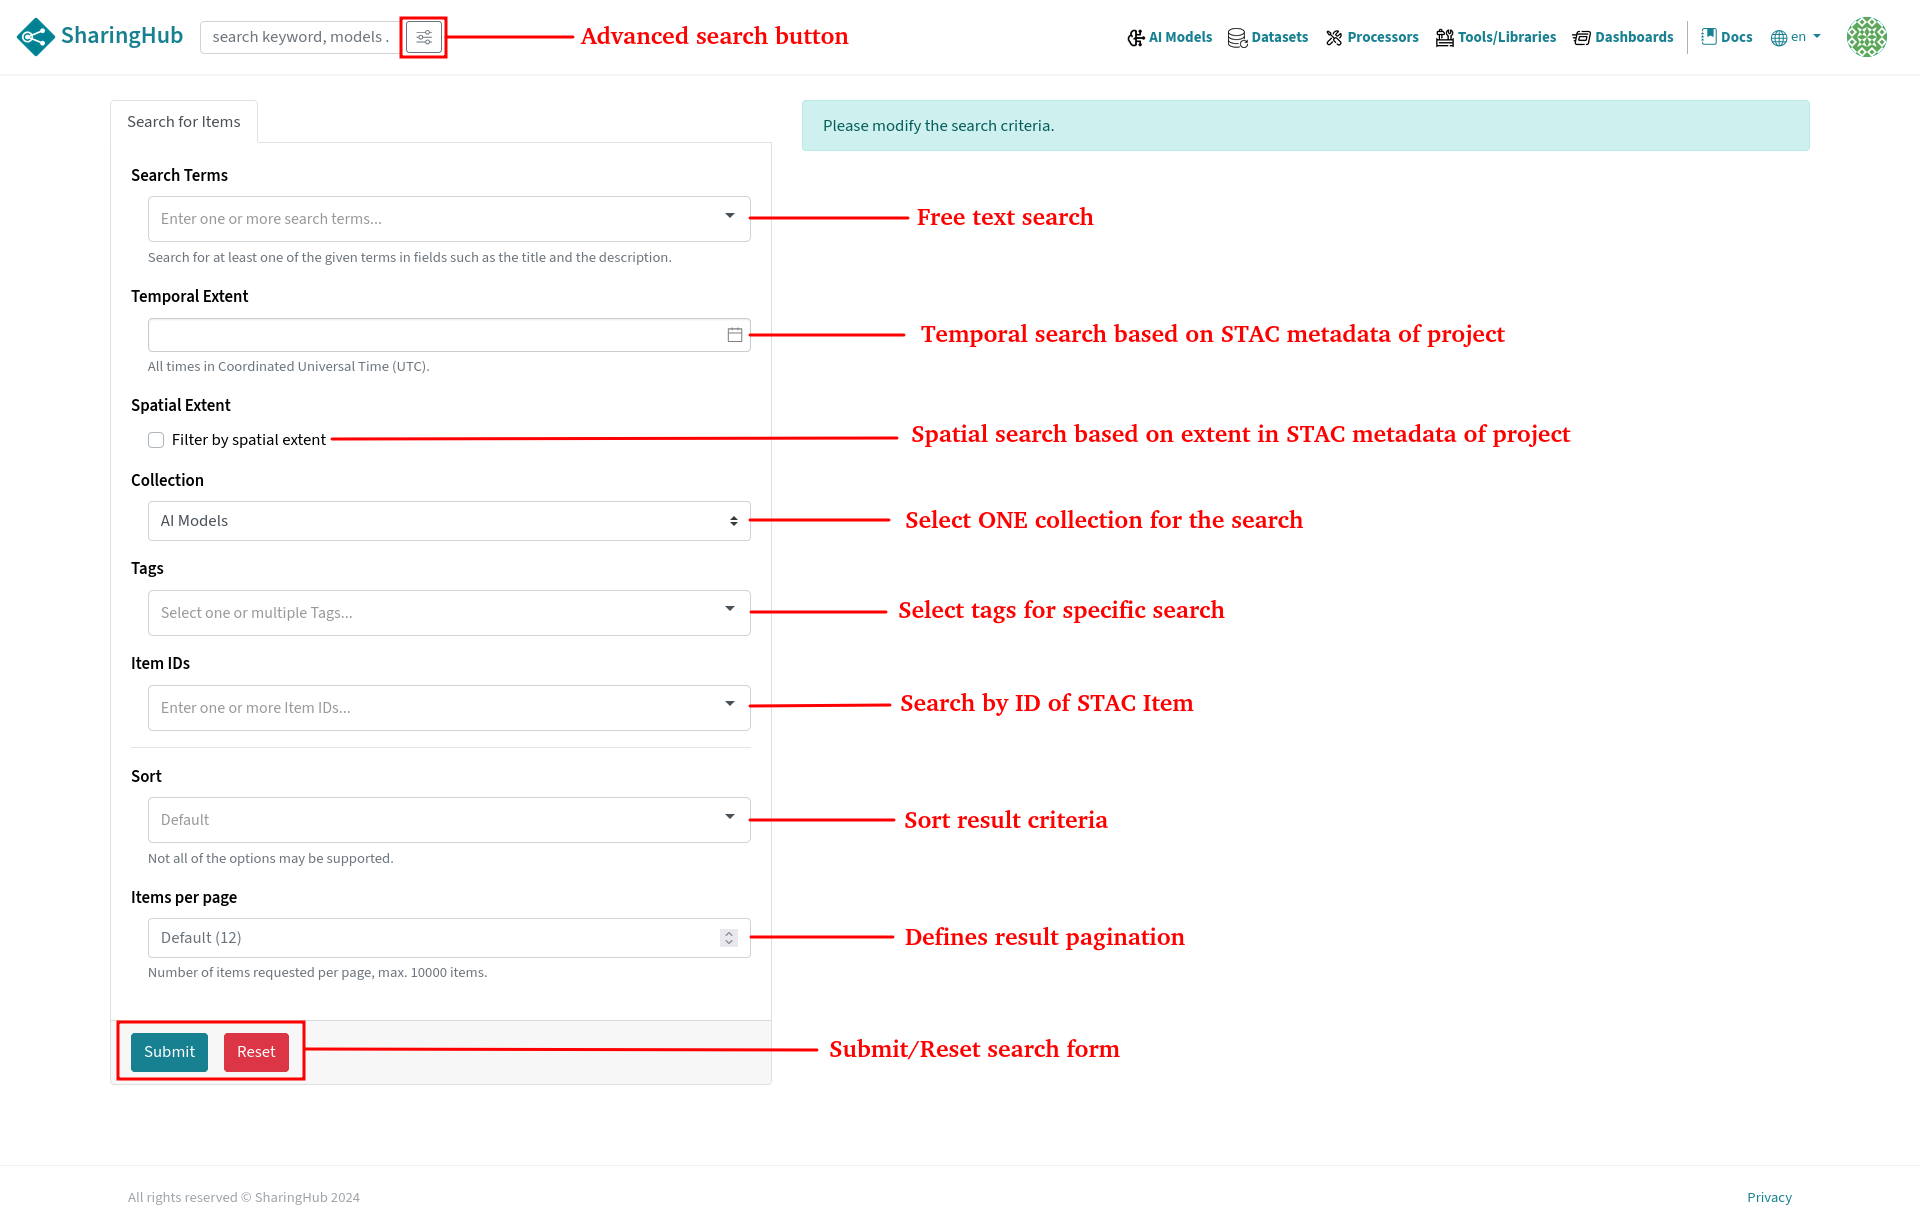 SharingHub
search keyword, models .
Advanced search button
AI Models
Datasets
Processors
Tools/Libraries
Dashboards
Docs
en
Search for Items
Please modify the search criteria.
Search Terms
Enter one or more search terms...
Free text search
Search for at least one of the given terms in fields such as the title and the description.
Temporal Extent
Temporal search based on STAC metadata of project
All times in Coordinated Universal Time (UTC).
Spatial Extent
Filter by spatial extent
Spatial search based on extent in STAC metadata of project
Collection
AI Models
Select ONE collection for the search
Tags
Select one or multiple Tags...
Select tags for specific search
Item IDs
Enter one or more Item IDs...
Search by ID of STAC Item
Sort
Default
Sort result criteria
Not all of the options may be supported.
Items per page
Default (12)
Defines result pagination
Number of items requested per page, max. 10000 items.
Submit
Reset
Submit/Reset search form
All rights reserved © SharingHub 2024
Privacy